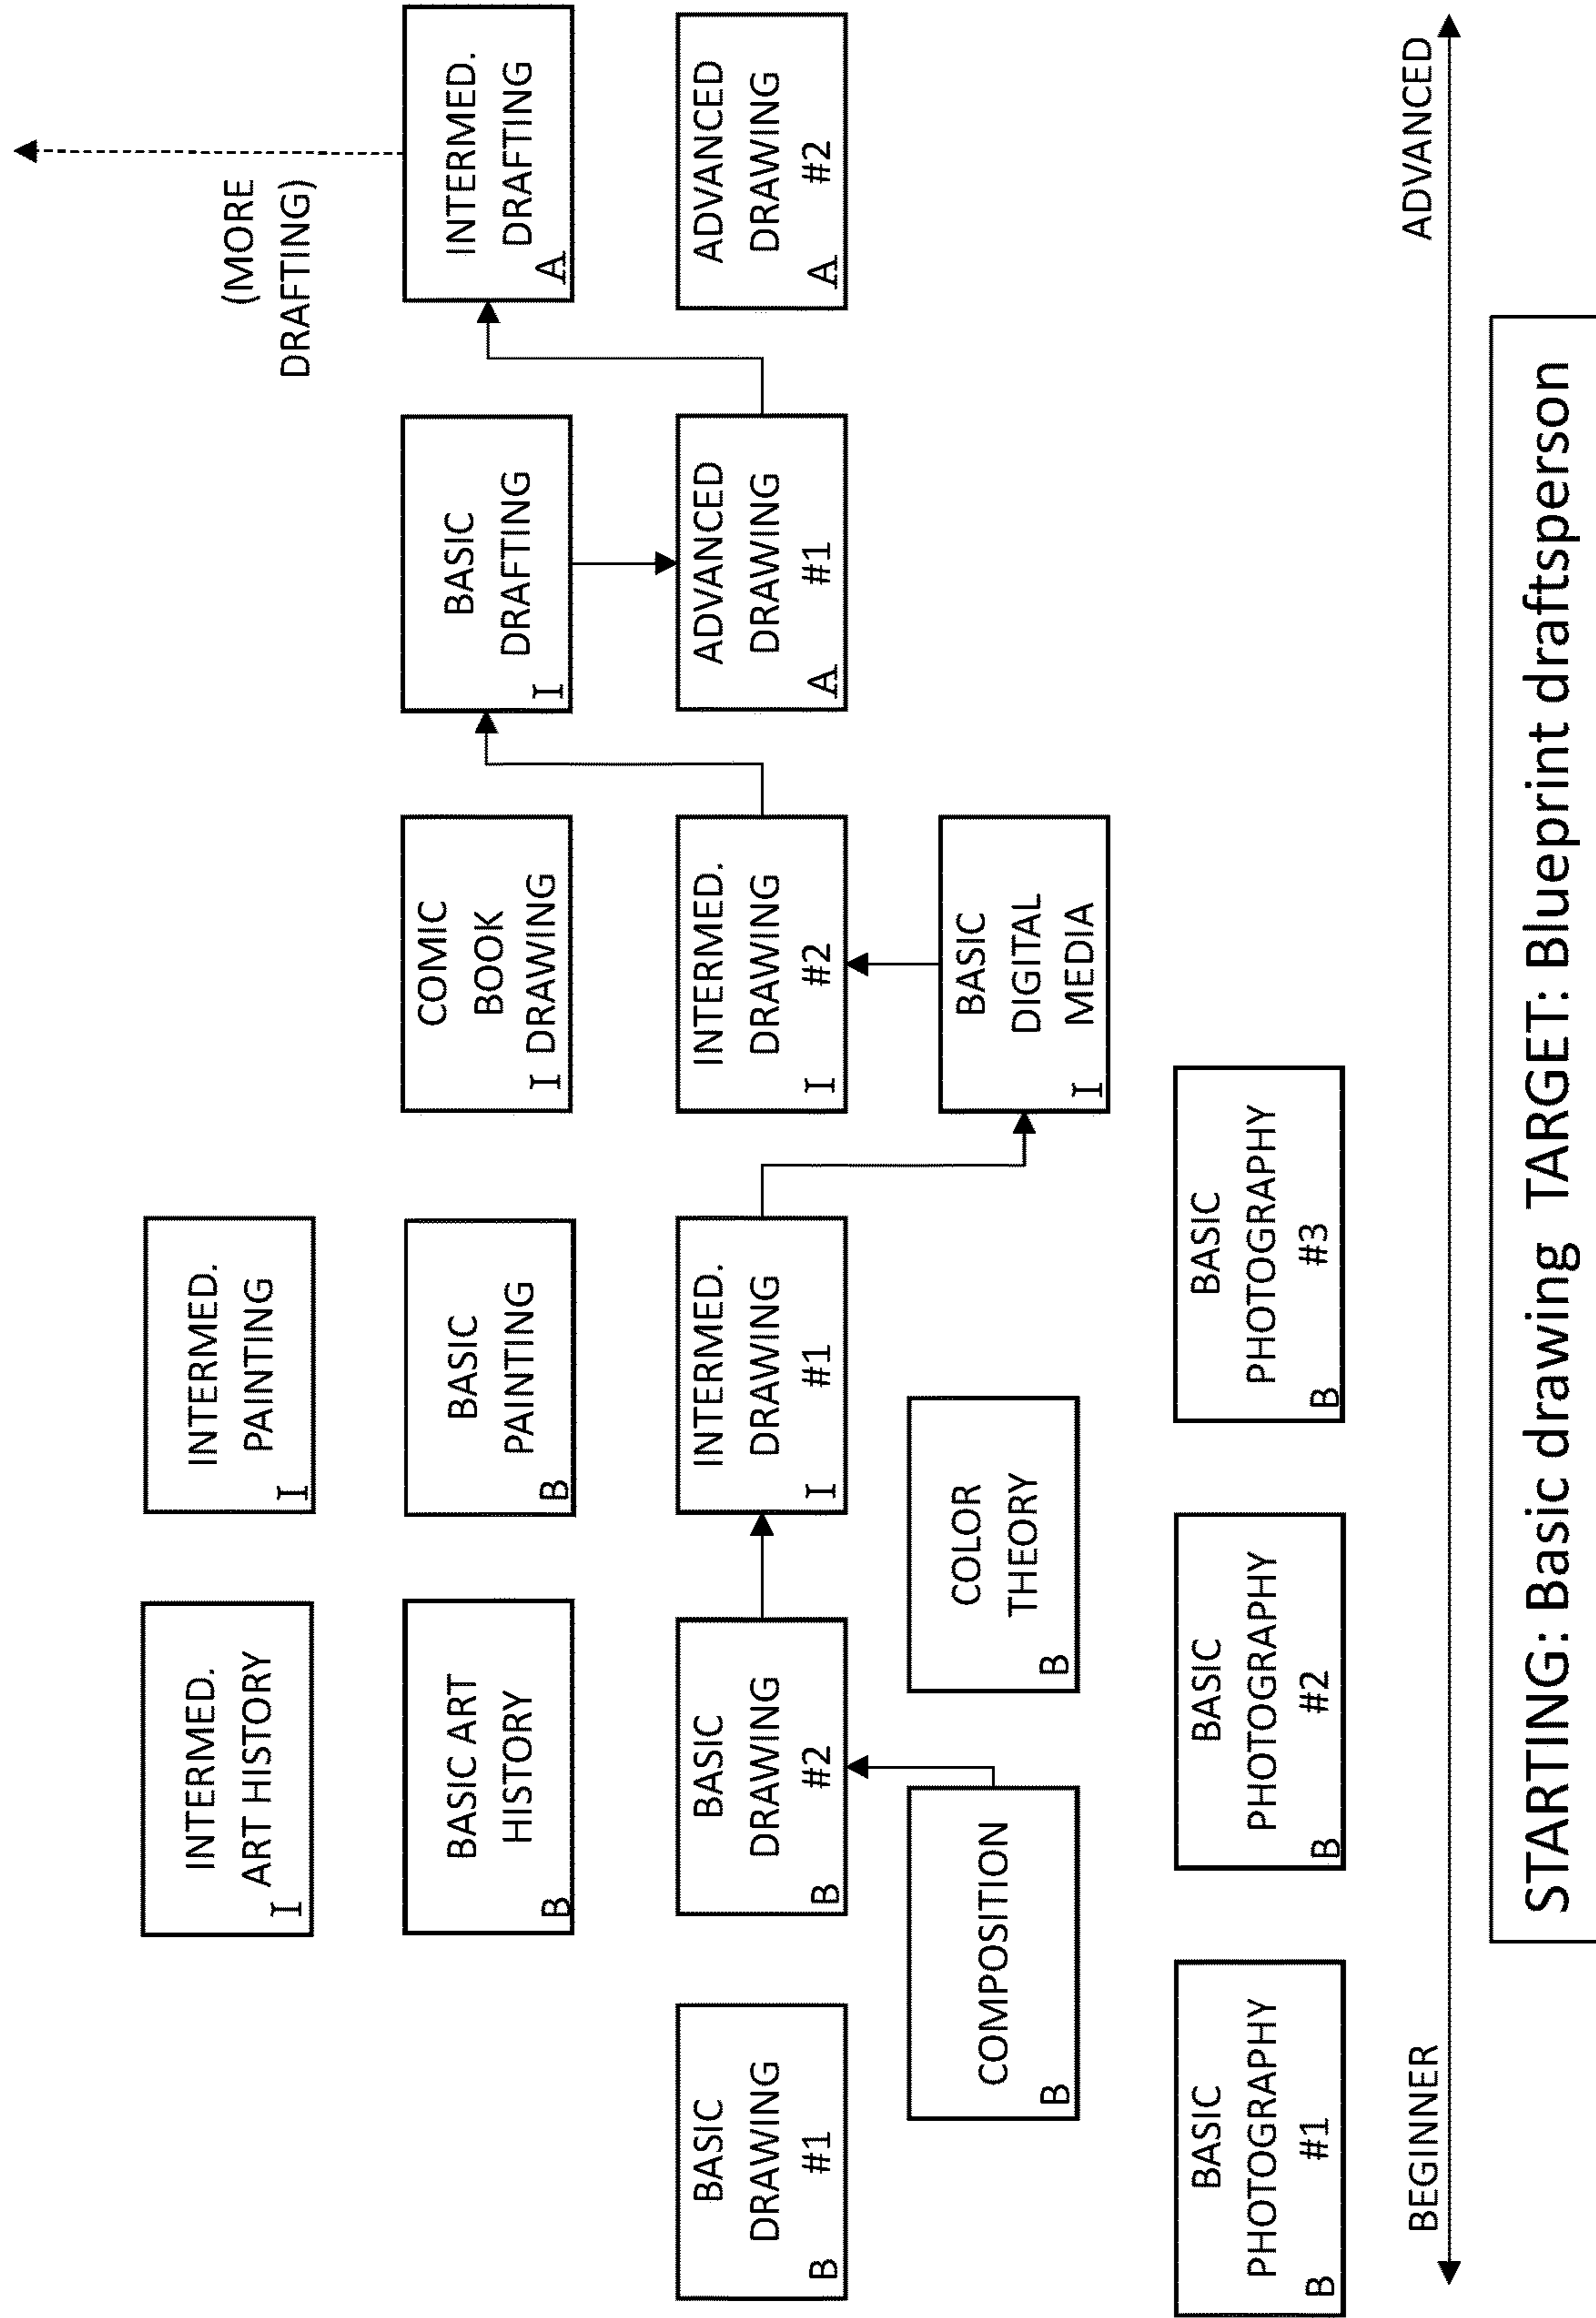 INTERMED.
ART HISTORY
I
INTERMED.
PAINTING
I
(MORE
DRAFTING)
BASIC ART
HISTORY
B
BASIC
PAINTING
B
COMIC
BOOK
I DRAWING
BASIC
DRAFTING
I
INTERMED.
DRAFTING
A
BASIC
DRAWING
B #1
BASIC
DRAWING
B #2
INTERMED.
DRAWING
I #1
INTERMED.
DRAWING
I #2
ADVANCED
DRAWING
A #1
ADVANCED
DRAWING
A #2
COMPOSITION
B
COLOR
THEORY
B
BASIC
DIGITAL
I MEDIA
BASIC
PHOTOGRAPHY
B #1
BASIC
PHOTOGRAPHY
B #2
BASIC
PHOTOGRAPHY
B #3
BEGINNER
ADVANCED
STARTING: Basic drawing TARGET: Blueprint draftsperson